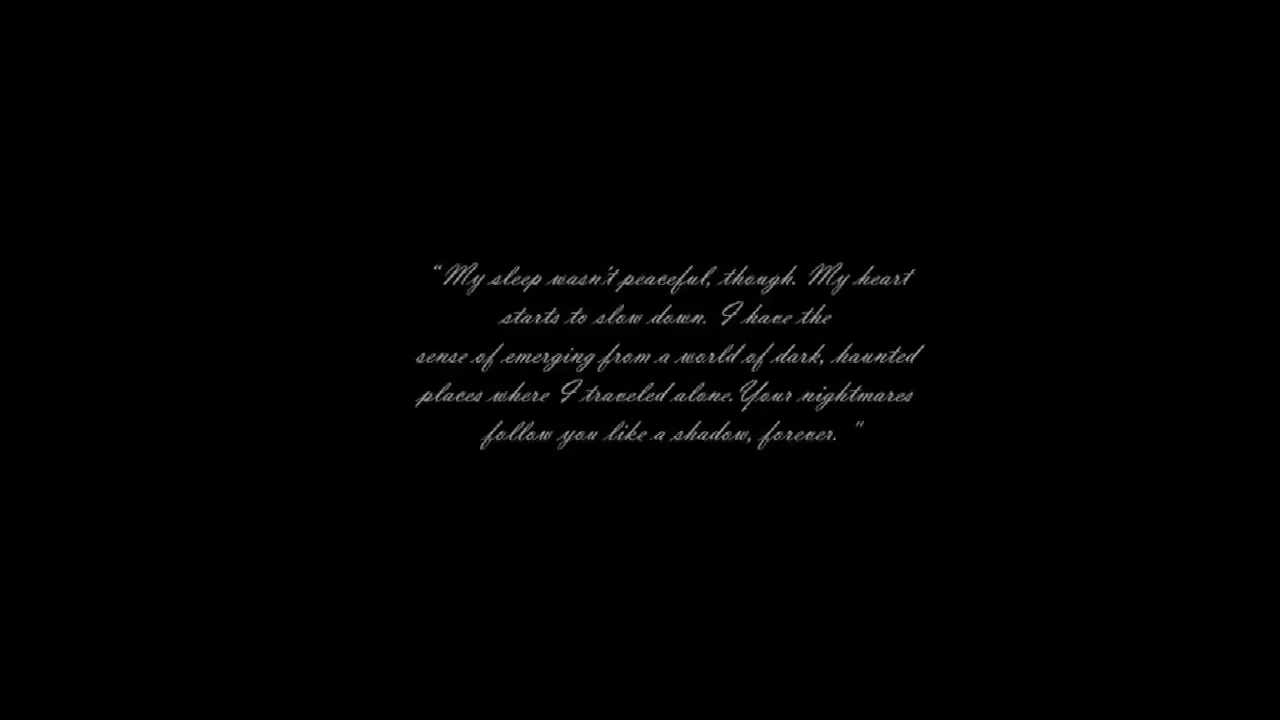 “My sleep wasn't peaceful, though. My heart
starts to slow down. I have the
sense of emerging from a world of dark, haunted
places where I traveled alone.Your nightmares
follow you like a shadow, forever. "